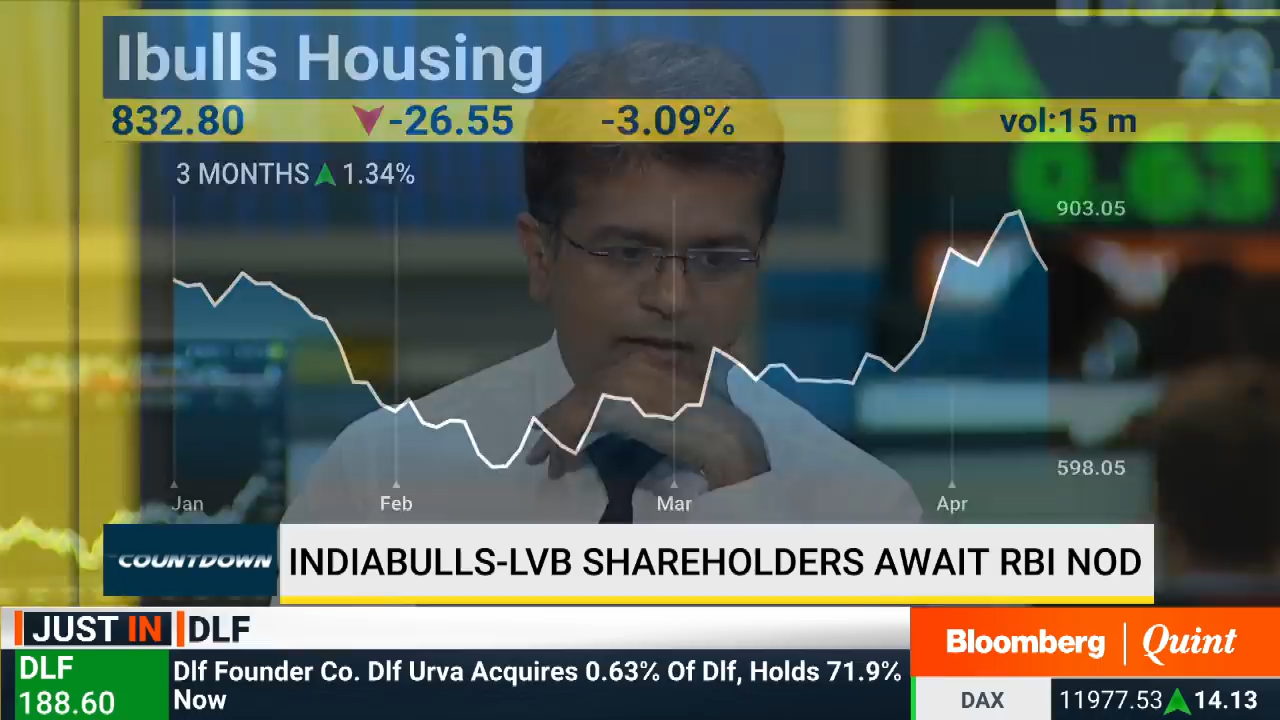 Ibulls Housing
832.80 -26.55 -3.09% vol:15 m
3 MONTHS 1.34%
903.05
598.05
Jan Feb Mar Apr
COUNTDOWN INDIABULLS-LVB SHAREHOLDERS AWAIT RBI NOD
JUST IN DLF
DLF
188.60
Dlf Founder Co. Dlf Urva Acquires 0.63% Of Dlf, Holds 71.9%
Now
Bloomberg | Quint
DAX 11977.53 14.13